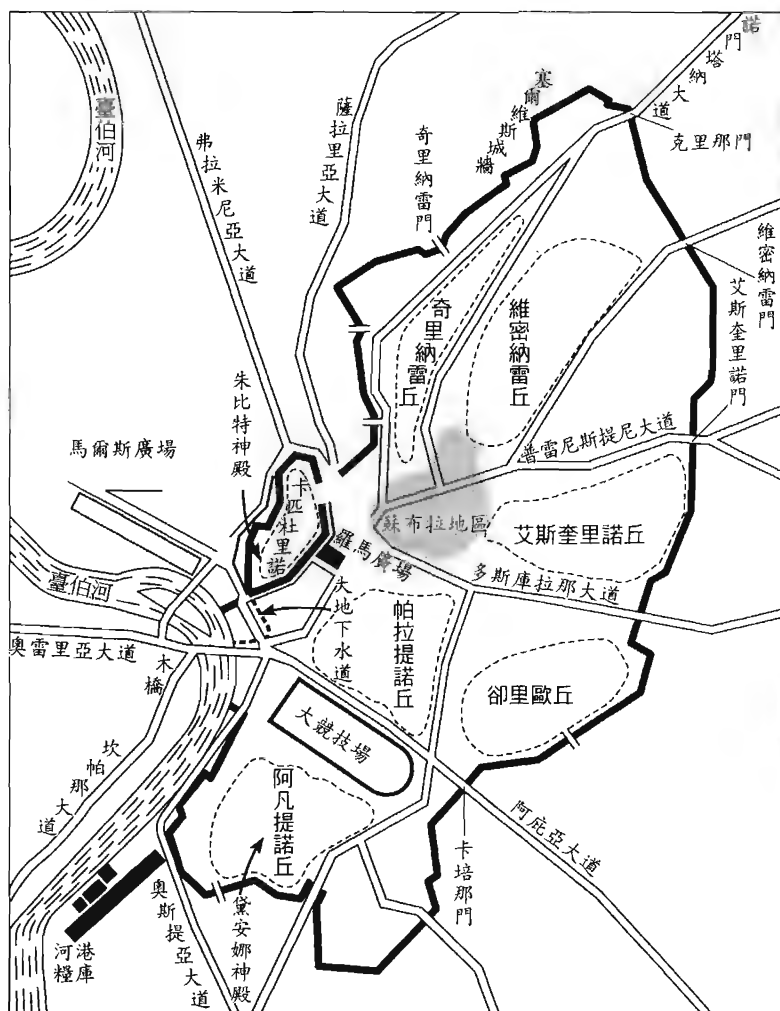 諾門塔納大道
塞爾維斯城牆
克里那門
臺伯河
弗拉米尼亞大道
薩拉里亞大道
奇里納雷門
維密納雷門
艾斯奎里諾門
奇里納雷丘
維密納雷丘
朱比特神殿
馬爾斯廣場
卡匹杜里諾
普雷尼斯提尼大道
蘇布拉地區
艾斯奎里諾丘
羅馬廣場
多斯庫拉那大道
臺伯河
大地下水道
帕拉提諾丘
奧雷里亞大道
木橋
卻里歐丘
大競技場
坎帕那大道
阿凡提諾丘
阿庇亞大道
卡培那門
黛安娜神殿
奧斯提亞大道
河港
糧庫